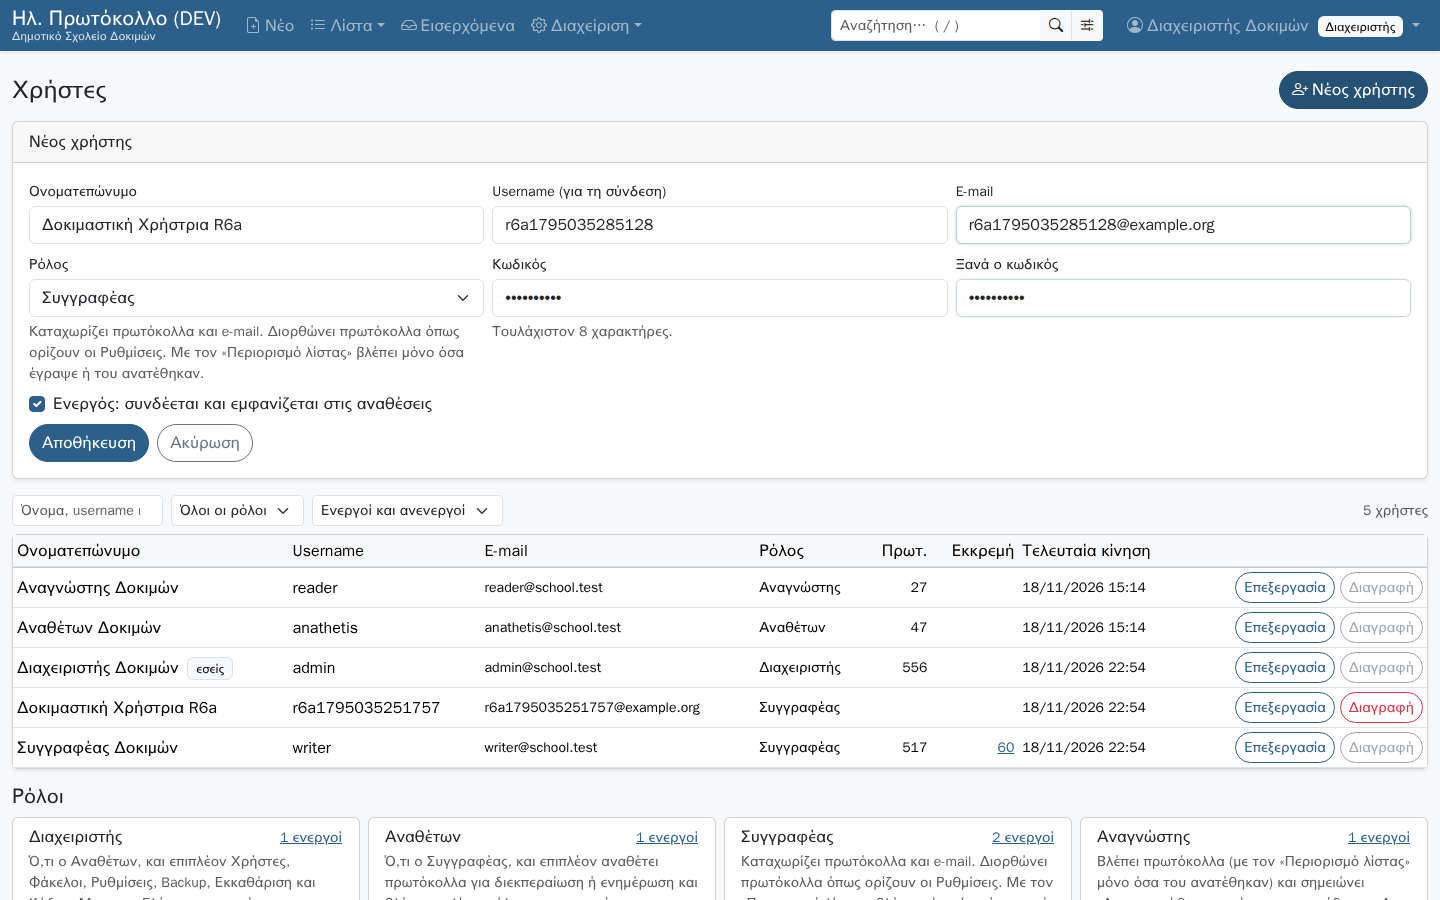 Ηλ. Πρωτόκολλο (DEV)
Δημοτικό Σχολείο Δοκιμών
Νέο
Λίστα
Εισερχόμενα
Διαχείριση
Αναζήτηση… ( / )
Διαχειριστής Δοκιμών Διαχειριστής
Χρήστες
Νέος χρήστης
Νέος χρήστης
Ονοματεπώνυμο
Username (για τη σύνδεση)
E-mail
Δοκιμαστική Χρήστρια R6a
r6a1795035285128
r6a1795035285128@example.org
Ρόλος
Κωδικός
Ξανά ο κωδικός
Συγγραφέας
••••••••••
••••••••••
Καταχωρίζει πρωτόκολλα και e-mail. Διορθώνει πρωτόκολλα όπως
ορίζουν οι Ρυθμίσεις. Με τον «Περιορισμό λίστας» βλέπει μόνο όσα
έγραψε ή του ανατέθηκαν.
Τουλάχιστον 8 χαρακτήρες.
Ενεργός: συνδέεται και εμφανίζεται στις αναθέσεις
Αποθήκευση
Ακύρωση
Όνομα, username
Όλοι οι ρόλοι
Ενεργοί και ανενεργοί
5 χρήστες
Ονοματεπώνυμο Username E-mail Ρόλος Πρωτ. Εκκρεμή Τελευταία κίνηση
Αναγνώστης Δοκιμών reader reader@school.test Αναγνώστης 27 18/11/2026 15:14 Επεξεργασία Διαγραφή
Αναθέτων Δοκιμών anathetis anathetis@school.test Αναθέτων 47 18/11/2026 15:14 Επεξεργασία Διαγραφή
Διαχειριστής Δοκιμών εσείς admin admin@school.test Διαχειριστής 556 18/11/2026 22:54 Επεξεργασία Διαγραφή
Δοκιμαστική Χρήστρια R6a r6a1795035251757 r6a1795035251757@example.org Συγγραφέας 18/11/2026 22:54 Επεξεργασία Διαγραφή
Συγγραφέας Δοκιμών writer writer@school.test Συγγραφέας 517 60 18/11/2026 22:54 Επεξεργασία Διαγραφή
Ρόλοι
Διαχειριστής 1 ενεργοί
Ό,τι ο Αναθέτων, και επιπλέον Χρήστες,
Φάκελοι, Ρυθμίσεις, Backup, Εκκαθάριση και
Αναθέτων 1 ενεργοί
Ό,τι ο Συγγραφέας, και επιπλέον αναθέτει
πρωτόκολλα για διεκπεραίωση ή ενημέρωση και
Συγγραφέας 2 ενεργοί
Καταχωρίζει πρωτόκολλα και e-mail. Διορθώνει
πρωτόκολλα όπως ορίζουν οι Ρυθμίσεις. Με τον
Αναγνώστης 1 ενεργοί
Βλέπει πρωτόκολλα (με τον «Περιορισμό λίστας»
μόνο όσα του ανατέθηκαν) και σημειώνει